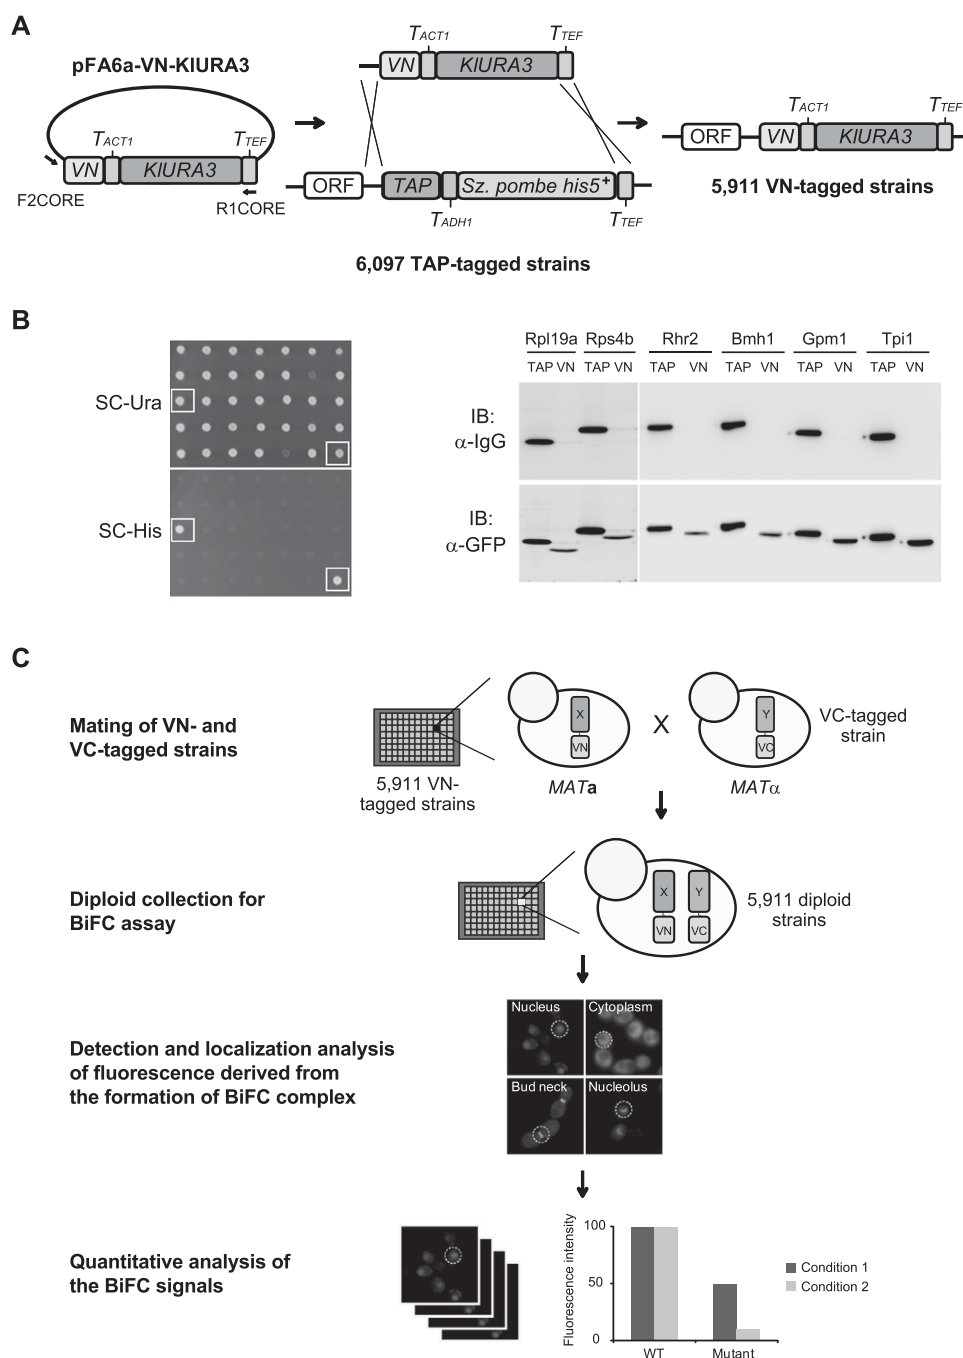 A
pFA6a-VN-KlURA3
TACT1
TTEF
VN
KlURA3
F2CORE
R1CORE
TACT1
TTEF
VN
KlURA3
ORF
TAP
Sz. pombe his5+
TADH1
TTEF
6,097 TAP-tagged strains
TACT1
TTEF
ORF
VN
KlURA3
5,911 VN-tagged strains
B
SC-Ura
SC-His
Rpl19a Rps4b Rhr2 Bmh1 Gpm1 Tpi1
TAP VN TAP VN TAP VN TAP VN TAP VN TAP VN
IB:
α-IgG
IB:
α-GFP
C
Mating of VN- and
VC-tagged strains
5,911 VN-
tagged strains
X
VN
MATa
X
Y
VC
MATα
VC-tagged
strain
Diploid collection for
BiFC assay
X
Y
VN
VC
5,911 diploid
strains
Detection and localization analysis
of fluorescence derived from
the formation of BiFC complex
Nucleus
Cytoplasm
Bud neck
Nucleolus
Quantitative analysis of
the BiFC signals
Fluorescence intensity
100
50
0
WT
Mutant
Condition 1
Condition 2